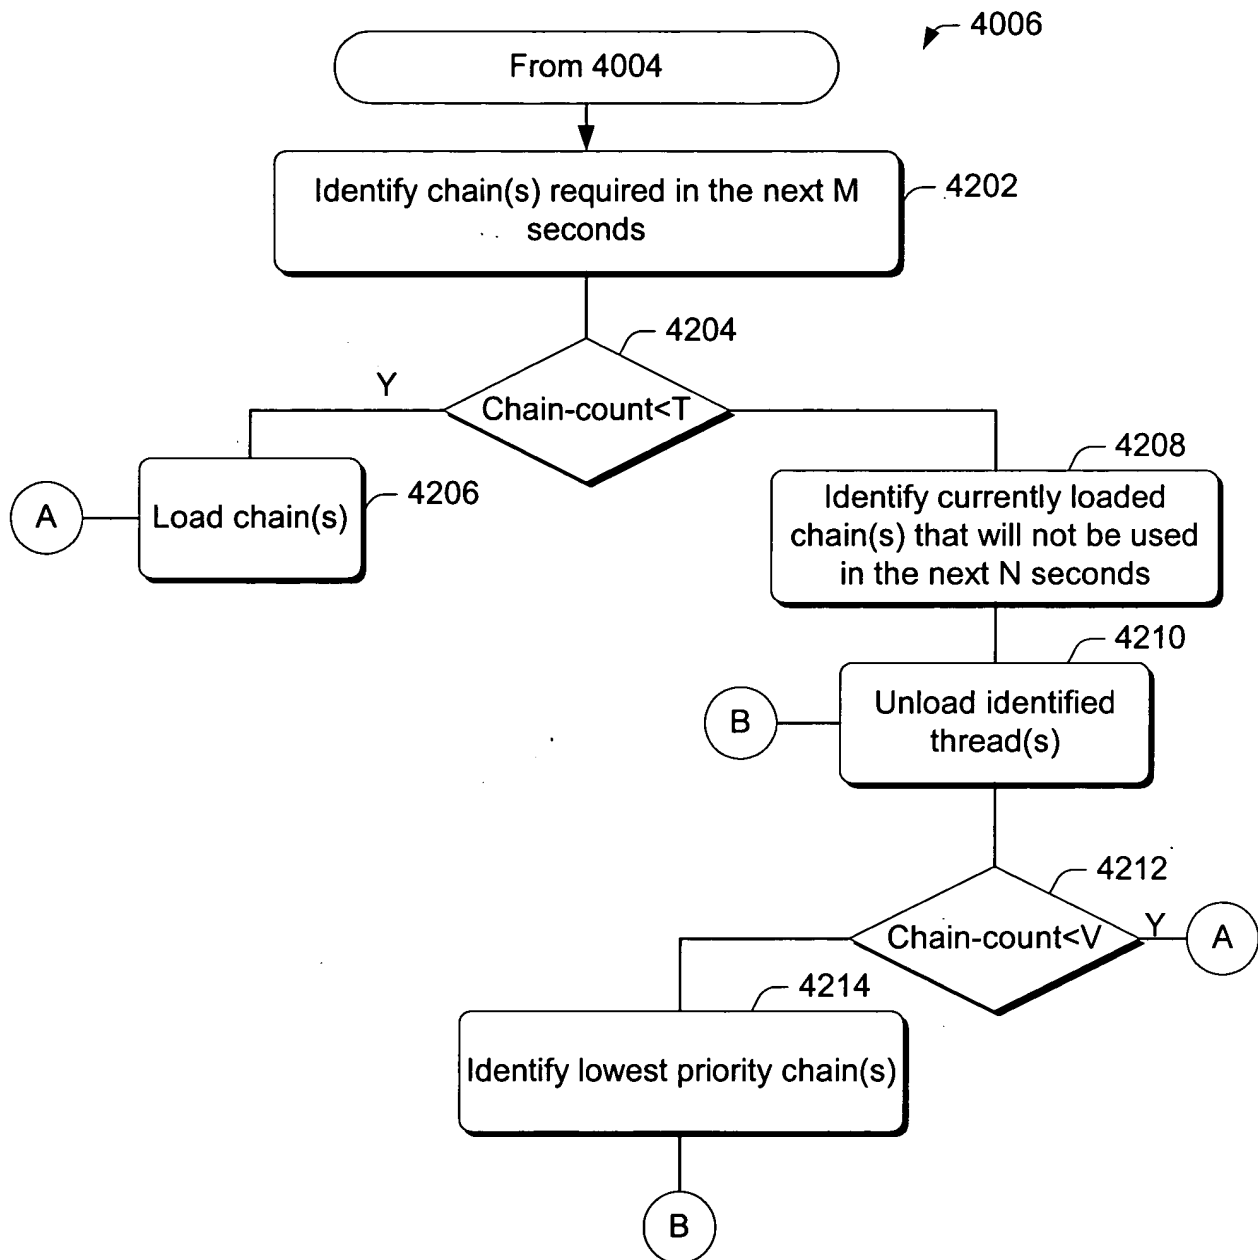 4006
From 4004
Identify chain(s) required in the next M
seconds
4202
4204
Y
Chain-count<T
4208
4206
A
Load chain(s)
Identify currently loaded
chain(s) that will not be used
in the next N seconds
4210
B
Unload identified
thread(s)
4212
Chain-count<V
Y
A
4214
Identify lowest priority chain(s)
B